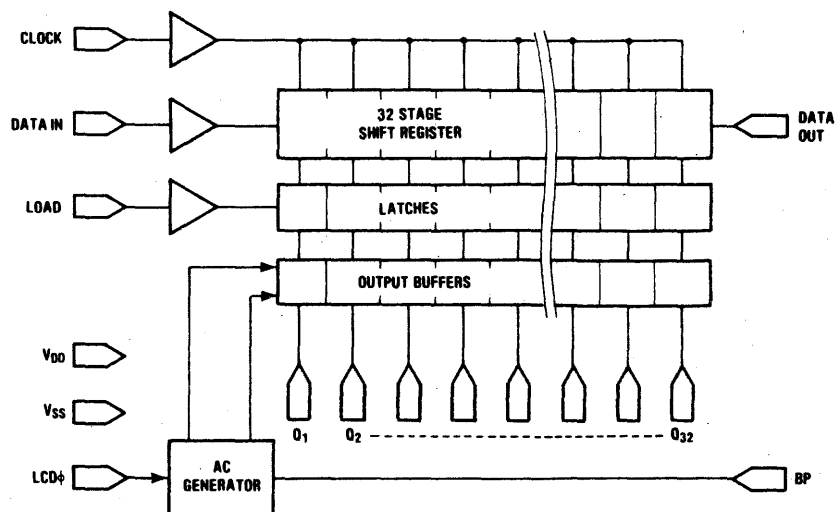 CLOCK
DATA IN
32 STAGE
SHIFT REGISTER
DATA
OUT
LOAD
LATCHES
OUTPUT BUFFERS
VDD
VSS
Q1
Q2
Q32
LCDϕ
AC
GENERATOR
BP